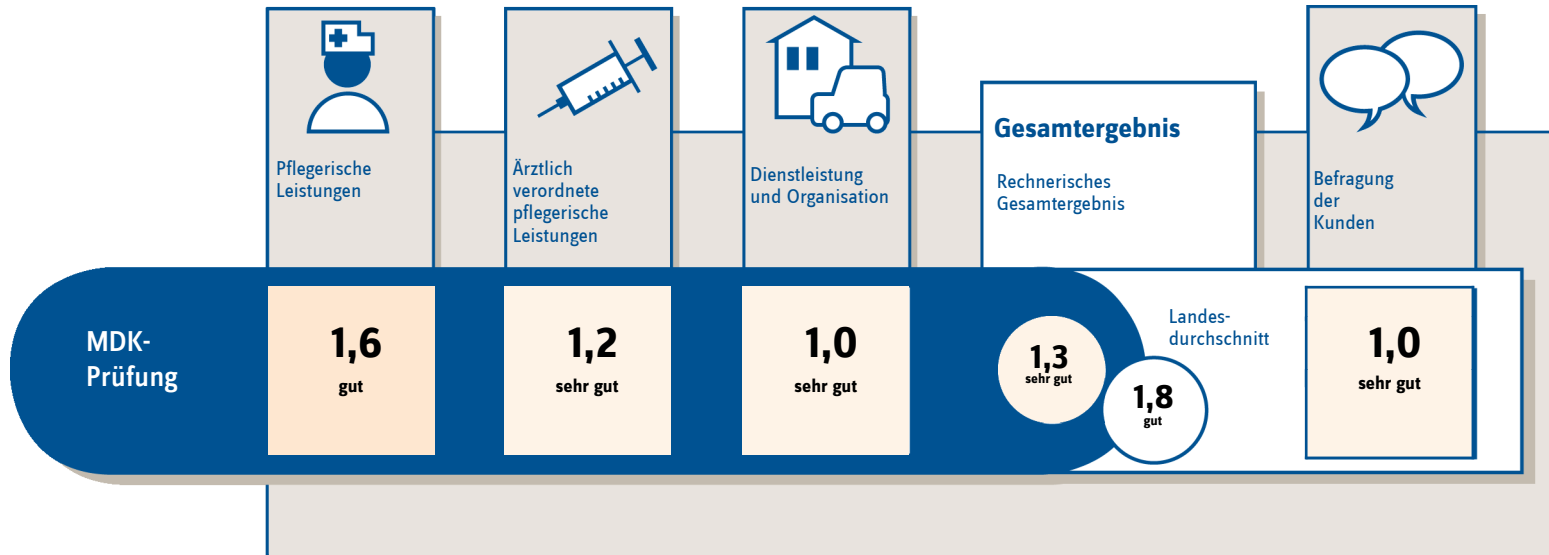 Pflegerische
Leistungen
Ärztlich
verordnete
pflegerische
Leistungen
Dienstleistung
und Organisation
Gesamtergebnis
Rechnerisches
Gesamtergebnis
Befragung
der
Kunden
MDK-
Prüfung
1,6
gut
1,2
sehr gut
1,0
sehr gut
1,3
sehr gut
Landes-
durchschnitt
1,8
gut
1,0
sehr gut